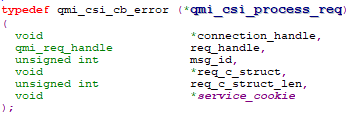 typedef qmi_csi_cb_error (*qmi_csi_process_req)
(
void *connection_handle,
qmi_req_handle req_handle,
unsigned int msg_id,
void *req_c_struct,
unsigned int req_c_struct_len,
void *service_cookie
);